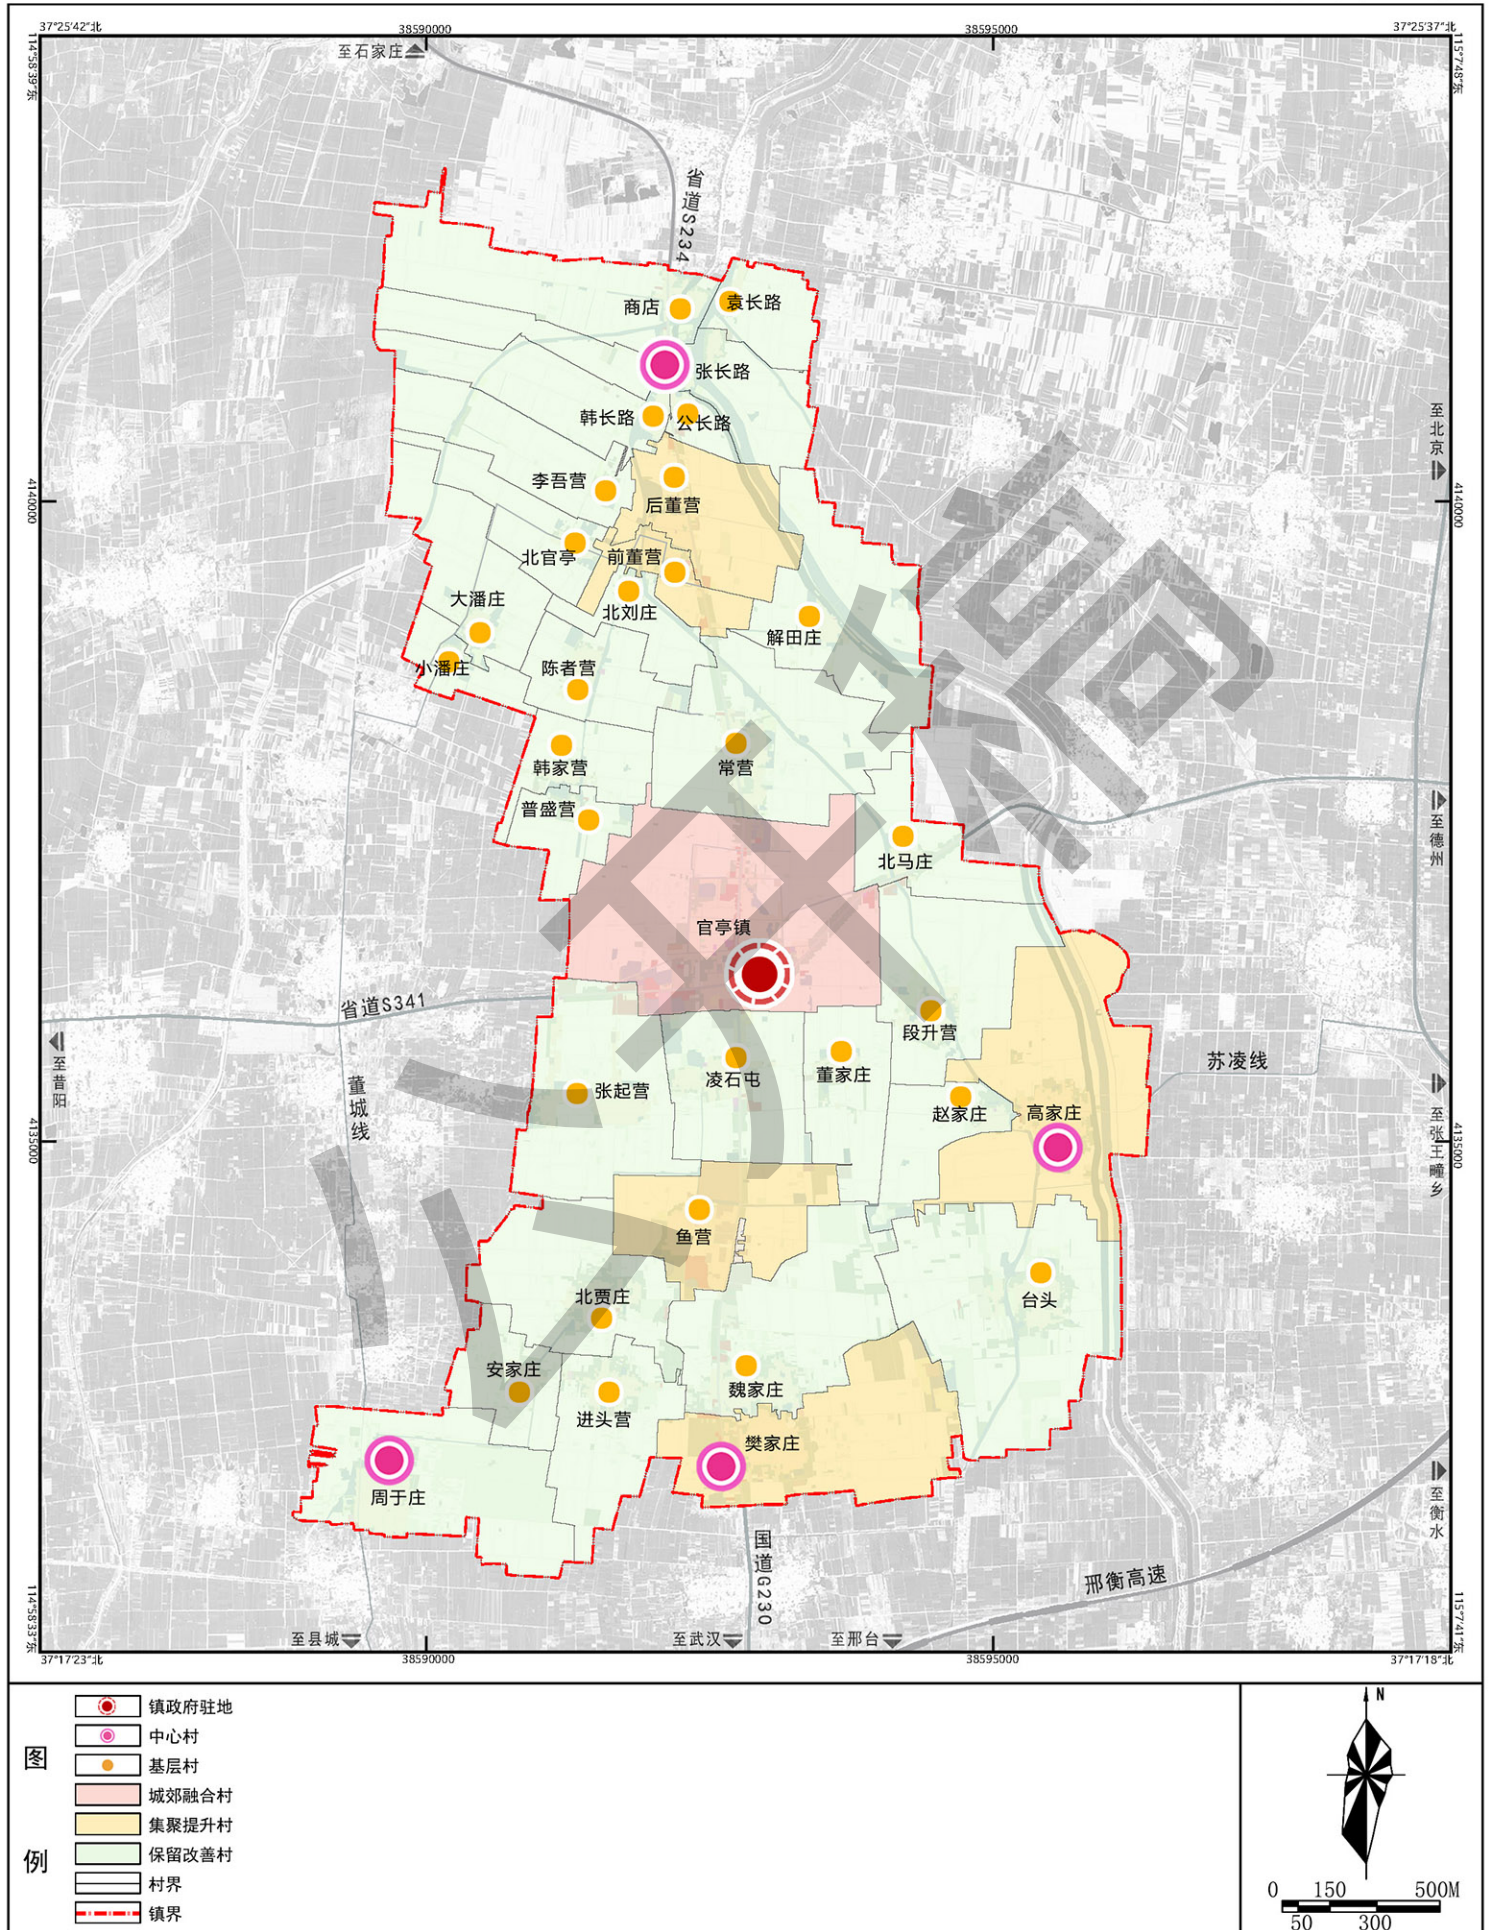 37°25′42″北
38590000
38595000
37°25′37″北
114°58′39″东
115°7′48″东
至石家庄
省道S234
商店
袁长路
张长路
韩长路
公长路
至北京
李吾营
后董营
4140000
4140000
北官亭
前董营
大潘庄
北刘庄
解田庄
小潘庄
陈者营
韩家营
常营
普盛营
至德州
北马庄
官亭镇
省道S341
段升营
至昔阳
苏凌线
凌石屯
董家庄
张起营
董城线
赵家庄
高家庄
4135000
4135000
至张王疃乡
鱼营
北贾庄
台头
安家庄
魏家庄
进头营
樊家庄
周于庄
至衡水
国道G230
邢衡高速
公开稿
114°58′33″东
115°7′41″东
至县城
至武汉
至邢台
37°17′23″北
38590000
38595000
37°17′18″北
图例
镇政府驻地
中心村
基层村
城郊融合村
集聚提升村
保留改善村
村界
镇界
N
0 150 500M
50 300